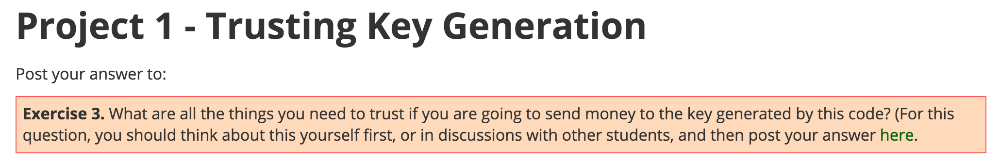 Project 1 - Trusting Key Generation
Post your answer to:
Exercise 3. What are all the things you need to trust if you are going to send money to the key generated by this code? (For this
question, you should think about this yourself first, or in discussions with other students, and then post your answer here.